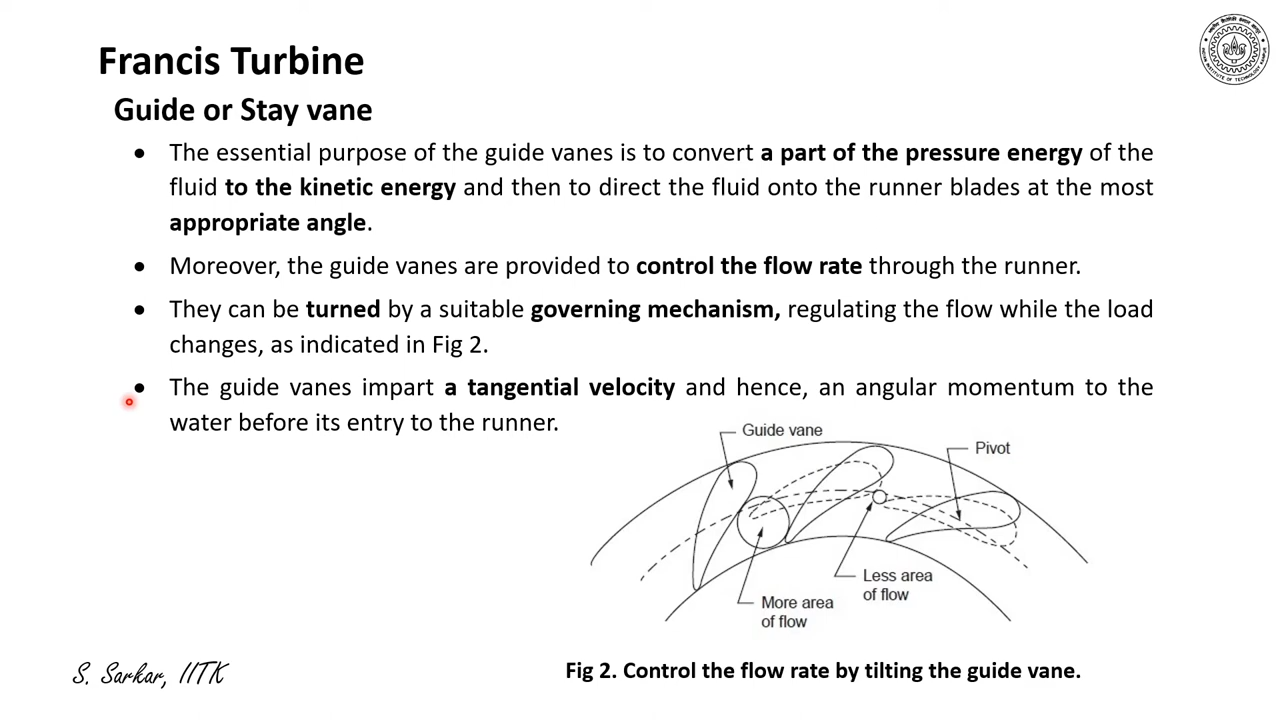 Francis Turbine
Guide or Stay vane
• The essential purpose of the guide vanes is to convert a part of the pressure energy of the
fluid to the kinetic energy and then to direct the fluid onto the runner blades at the most
appropriate angle.
• Moreover, the guide vanes are provided to control the flow rate through the runner.
• They can be turned by a suitable governing mechanism, regulating the flow while the load
changes, as indicated in Fig 2.
• The guide vanes impart a tangential velocity and hence, an angular momentum to the
water before its entry to the runner.
Guide vane
Pivot
Less area
of flow
More area
of flow
Fig 2. Control the flow rate by tilting the guide vane.
S. Sarkar, IITK